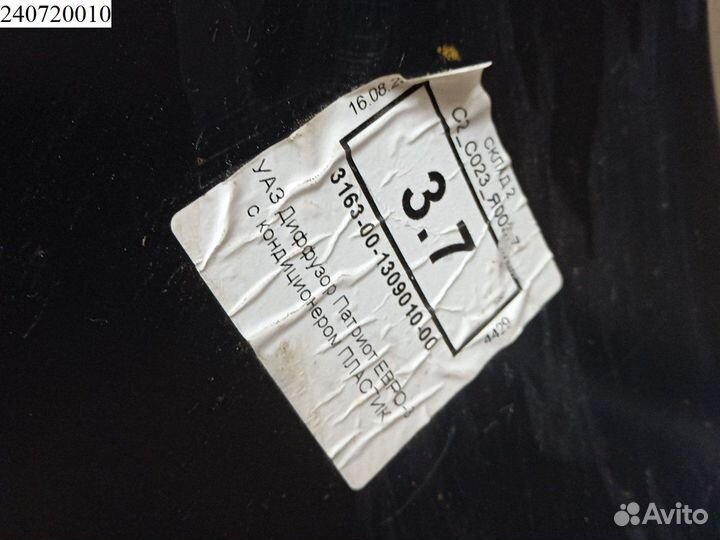 240720010
СКЛАД 2
16.08.2
3.7
3163-00-1309010-00
4429
УАЗ Диффузор Патриот ЕВРО-3
с кондиционером ПЛАСТИК
Avito